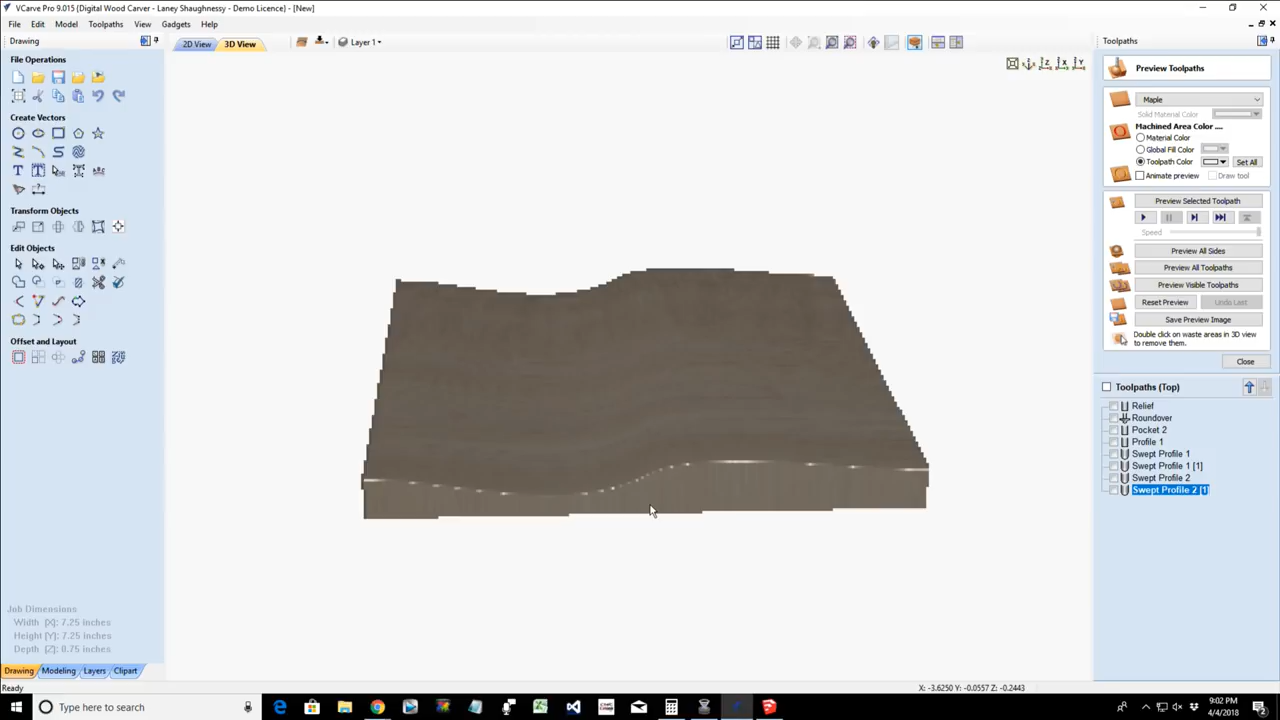 VCarve Pro 9.015 {Digital Wood Carver - Laney Shaughnessy - Demo Licence} - [New]
File Edit Model Toolpaths View Gadgets Help
Drawing
2D View 3D View Layer 1
Toolpaths
File Operations
Create Vectors
Transform Objects
Edit Objects
Offset and Layout
Job Dimensions
Width (X): 7.25 inches
Height (Y): 7.25 inches
Depth (Z): 0.75 inches
Drawing Modeling Layers Clipart
Z X Y
Preview Toolpaths
Maple
Solid Material Color
Machined Area Color ....
Material Color
Global Fill Color
Toolpath Color Set All
Animate preview Draw tool
Preview Selected Toolpath
Speed
Preview All Sides
Preview All Toolpaths
Preview Visible Toolpaths
Reset Preview Undo Last
Save Preview Image
Double click on waste areas in 3D view
to remove them.
Close
Toolpaths (Top)
Relief
Roundover
Pocket 2
Profile 1
Swept Profile 1
Swept Profile 1 [1]
Swept Profile 2
Swept Profile 2 [1]
Ready
X: -3.6250 Y: -0.0557 Z: -0.2443
Type here to search
9:02 PM
4/4/2018